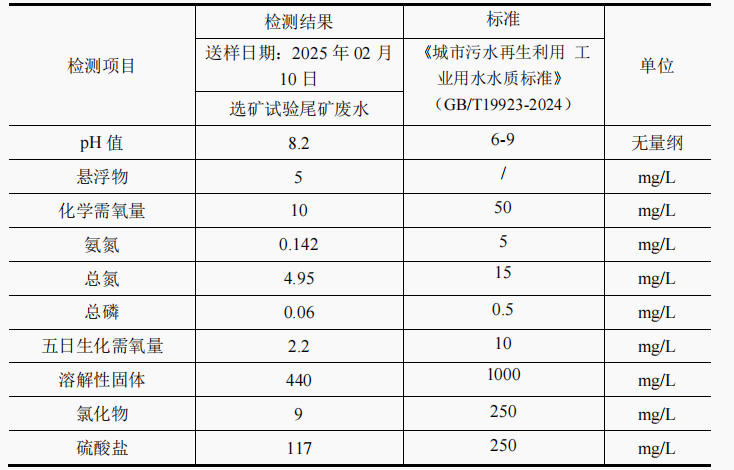 检测项目
检测结果
送样日期：2025 年 02 月
10 日
选矿试验尾矿废水
标准
《城市污水再生利用 工
业用水水质标准》
（GB/T19923-2024）
单位
pH 值 8.2 6-9 无量纲
悬浮物 5 / mg/L
化学需氧量 10 50 mg/L
氨氮 0.142 5 mg/L
总氮 4.95 15 mg/L
总磷 0.06 0.5 mg/L
五日生化需氧量 2.2 10 mg/L
溶解性固体 440 1000 mg/L
氯化物 9 250 mg/L
硫酸盐 117 250 mg/L